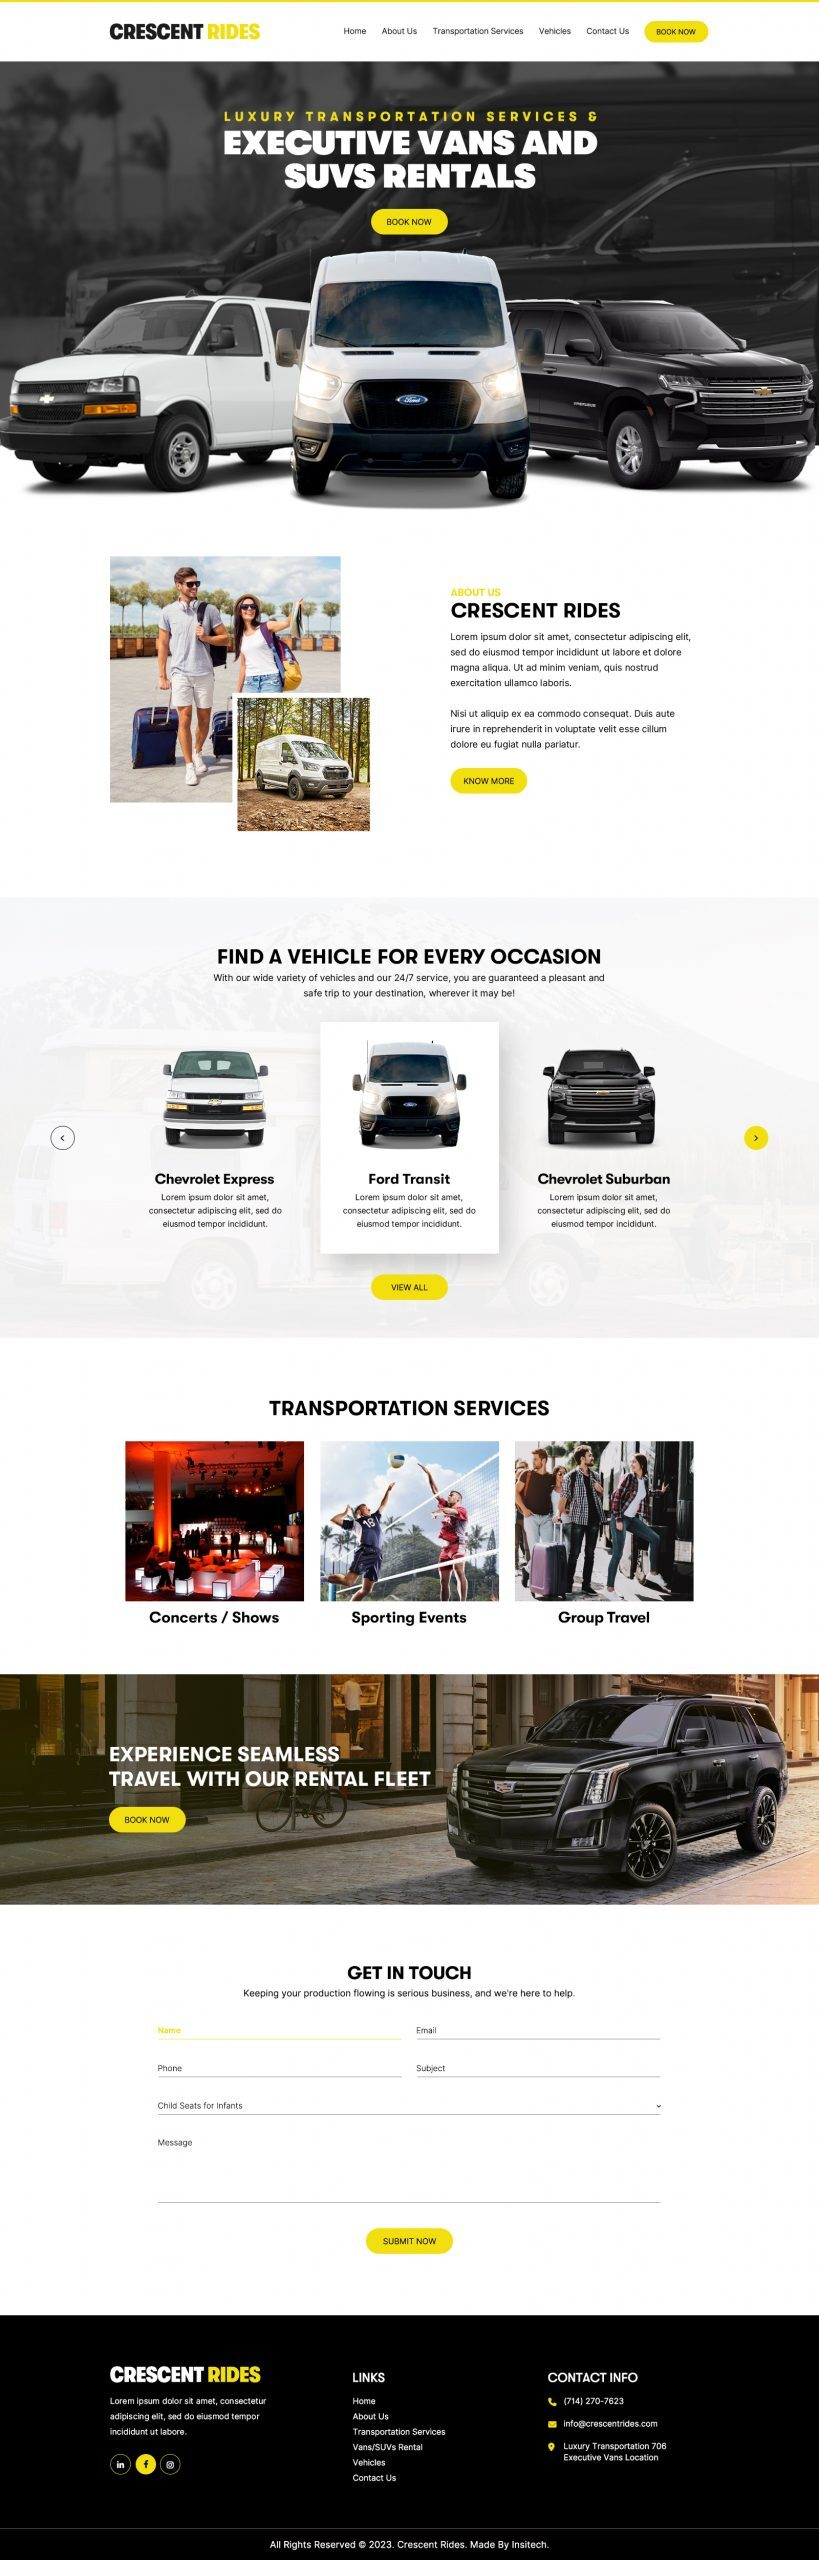 CRESCENT RIDES
Home About Us Transportation Services Vehicles Contact Us BOOK NOW
LUXURY TRANSPORTATION SERVICES &
EXECUTIVE VANS AND
SUVS RENTALS
BOOK NOW
Ford
ABOUT US
CRESCENT RIDES
Lorem ipsum dolor sit amet, consectetur adipiscing elit,
sed do eiusmod tempor incididunt ut labore et dolore
magna aliqua. Ut ad minim veniam, quis nostrud
exercitation ullamco laboris.
Nisi ut aliquip ex ea commodo consequat. Duis aute
irure in reprehenderit in voluptate velit esse cillum
dolore eu fugiat nulla pariatur.
KNOW MORE
FIND A VEHICLE FOR EVERY OCCASION
With our wide variety of vehicles and our 24/7 service, you are guaranteed a pleasant and
safe trip to your destination, wherever it may be!
Chevrolet Express
Lorem ipsum dolor sit amet,
consectetur adipiscing elit, sed do
eiusmod tempor incididunt.
Ford Transit
Lorem ipsum dolor sit amet,
consectetur adipiscing elit, sed do
eiusmod tempor incididunt.
Chevrolet Suburban
Lorem ipsum dolor sit amet,
consectetur adipiscing elit, sed do
eiusmod tempor incididunt.
VIEW ALL
TRANSPORTATION SERVICES
18
Concerts / Shows
Sporting Events
Group Travel
EXPERIENCE SEAMLESS
TRAVEL WITH OUR RENTAL FLEET
BOOK NOW
GET IN TOUCH
Keeping your production flowing is serious business, and we're here to help.
Name
Email
Phone
Subject
Child Seats for Infants
Message
SUBMIT NOW
CRESCENT RIDES
Lorem ipsum dolor sit amet, consectetur
adipiscing elit, sed do eiusmod tempor
incididunt ut labore.
in f
LINKS
Home
About Us
Transportation Services
Vans/SUVs Rental
Vehicles
Contact Us
CONTACT INFO
(714) 270-7623
info@crescentrides.com
Luxury Transportation 706
Executive Vans Location
All Rights Reserved © 2023. Crescent Rides. Made By Insitech.